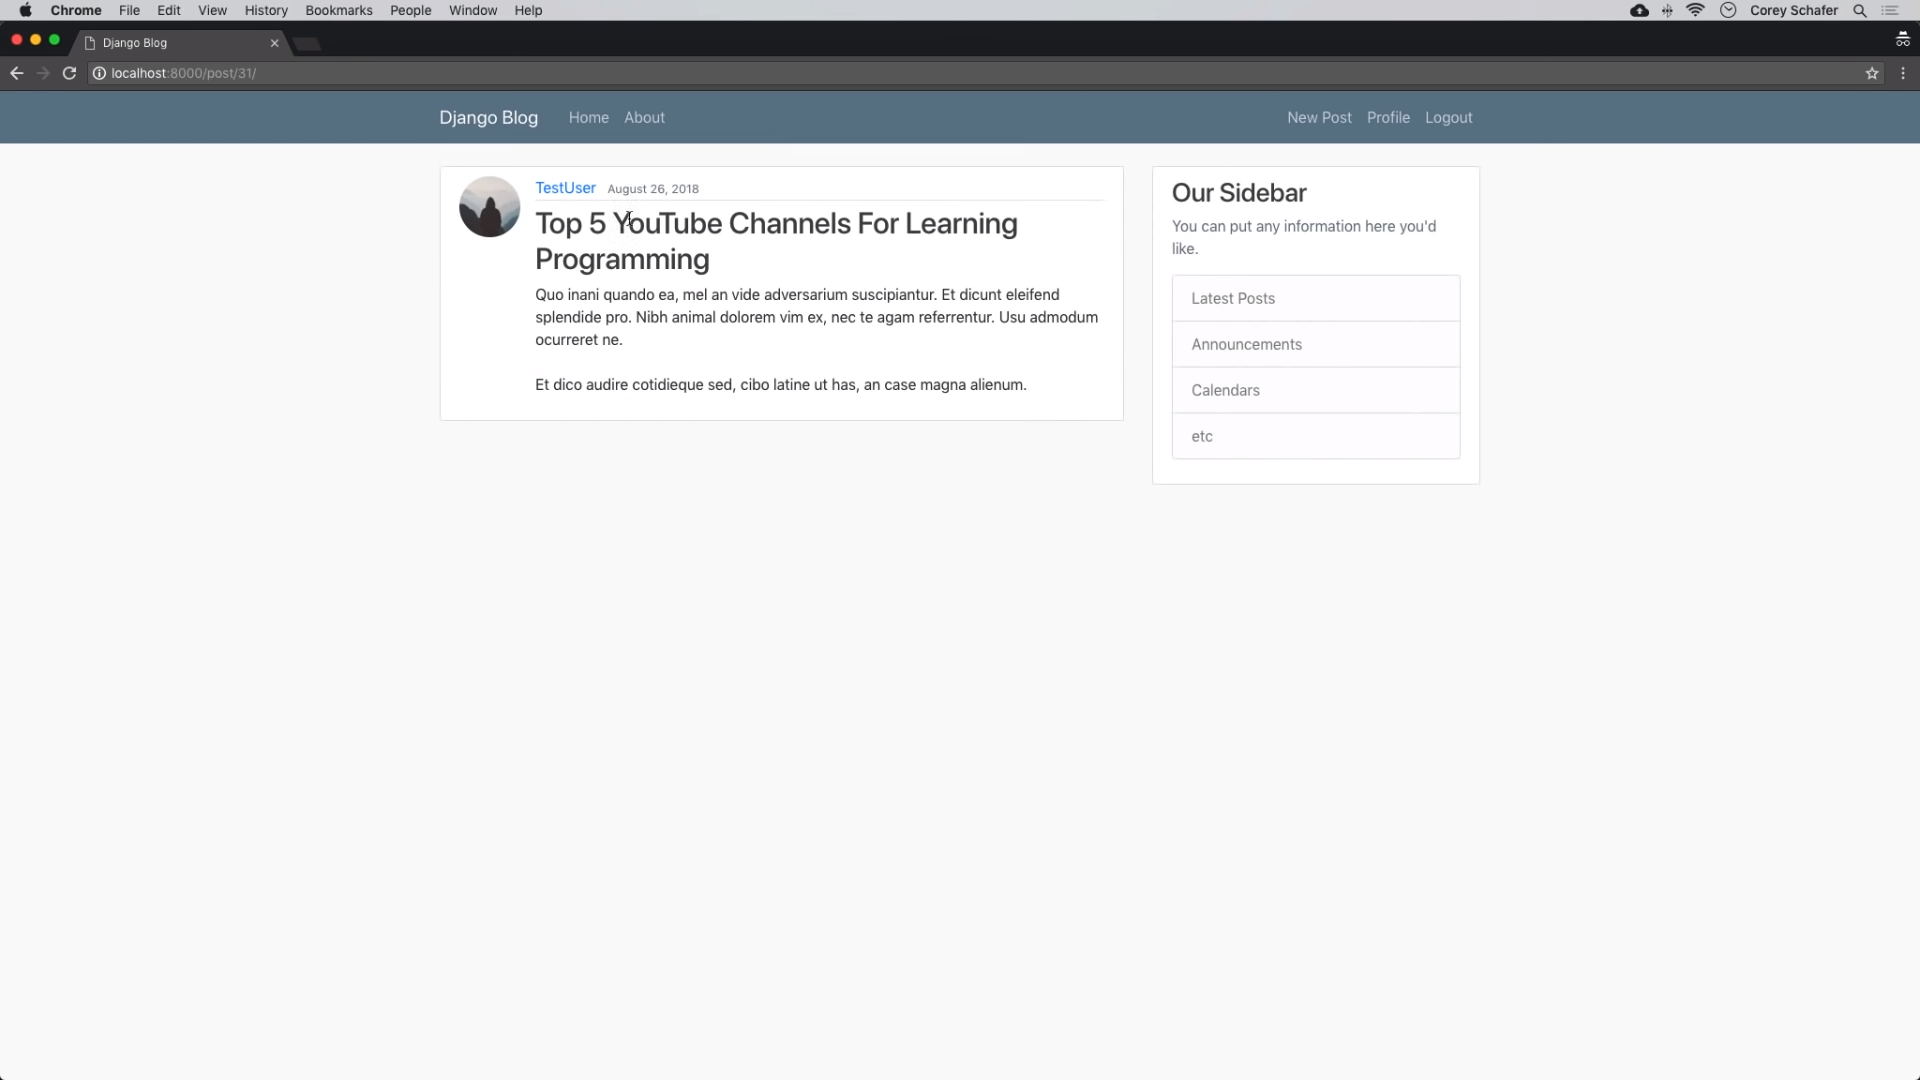 Chrome File Edit View History Bookmarks People Window Help Corey Schafer
Django Blog
localhost:8000/post/31/
Django Blog Home About New Post Profile Logout
TestUser August 26, 2018
Top 5 YouTube Channels For Learning
Programming
Quo inani quando ea, mel an vide adversarium suscipiantur. Et dicunt eleifend
splendide pro. Nibh animal dolorem vim ex, nec te agam referrentur. Usu admodum
ocurreret ne.
Et dico audire cotidieque sed, cibo latine ut has, an case magna alienum.
Our Sidebar
You can put any information here you'd
like.
Latest Posts
Announcements
Calendars
etc